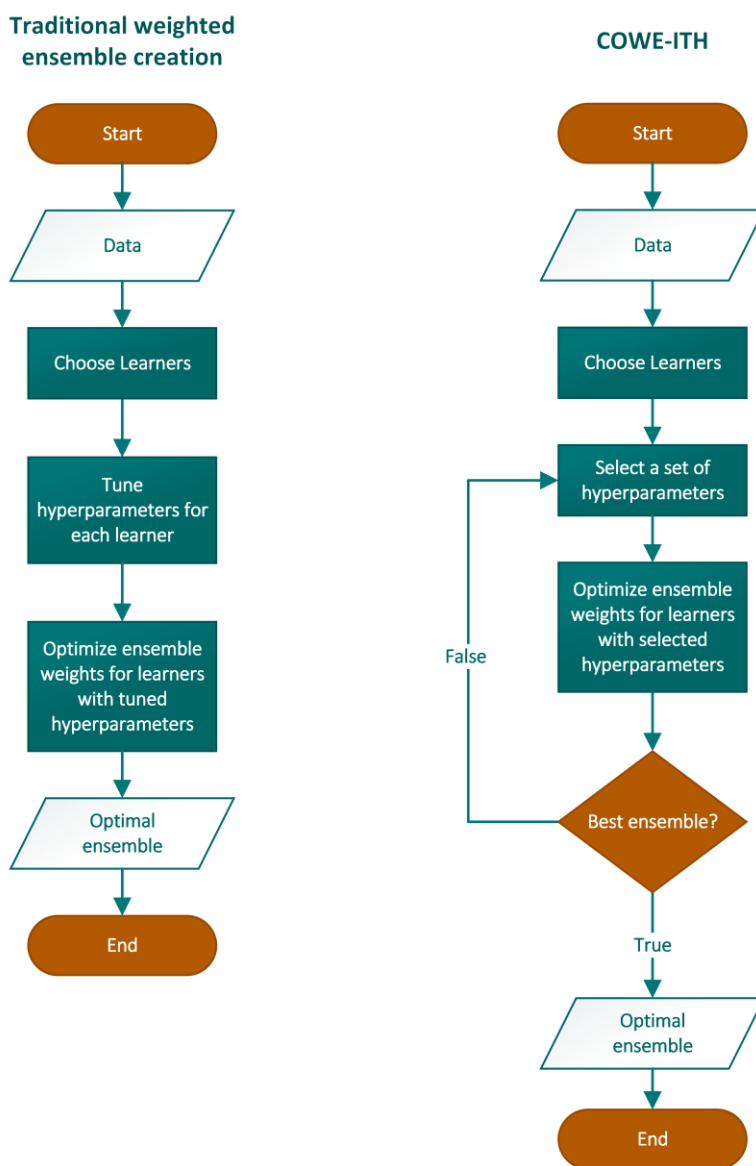 Traditional weighted
ensemble creation
Start
Data
Choose Learners
Tune
hyperparameters for
each learner
Optimize ensemble
weights for learners
with tuned
hyperparameters
Optimal
ensemble
End
COWE-ITH
Start
Data
Choose Learners
Select a set of
hyperparameters
Optimize ensemble
weights for learners
with selected
hyperparameters
False
Best ensemble?
True
Optimal
ensemble
End